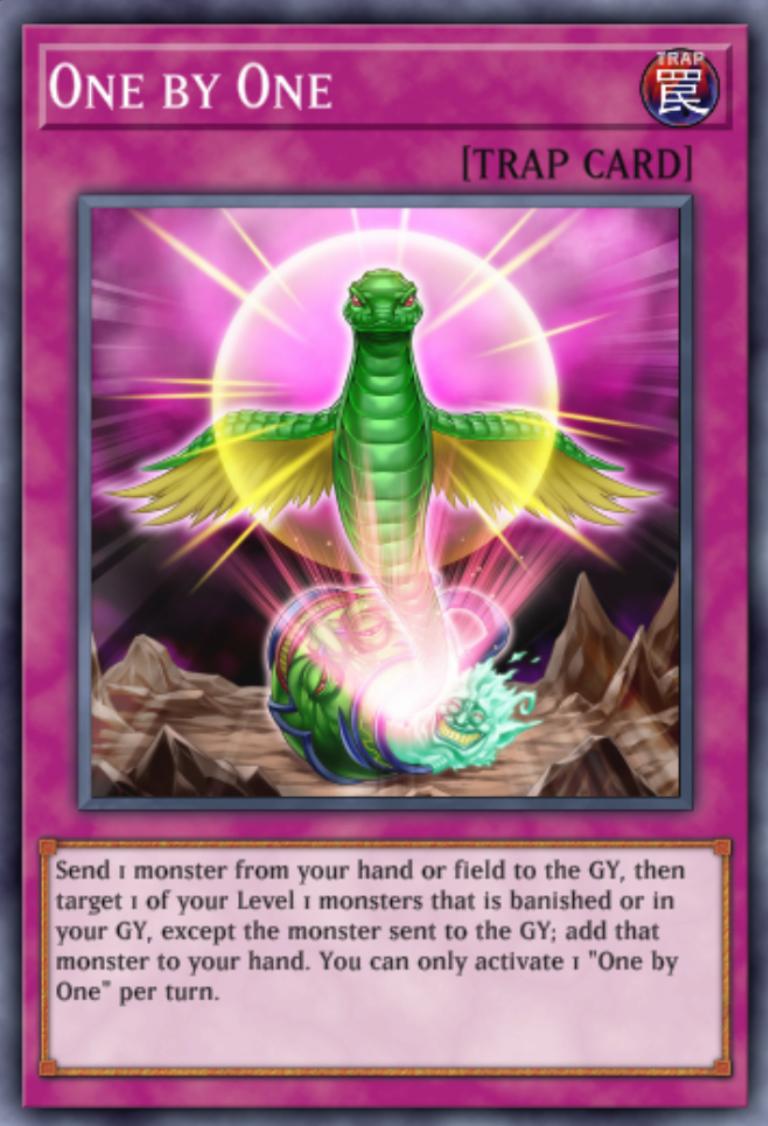 One by One
TRAP
罠
[TRAP CARD]
Send 1 monster from your hand or field to the GY, then
target 1 of your Level 1 monsters that is banished or in
your GY, except the monster sent to the GY; add that
monster to your hand. You can only activate 1 "One by
One" per turn.